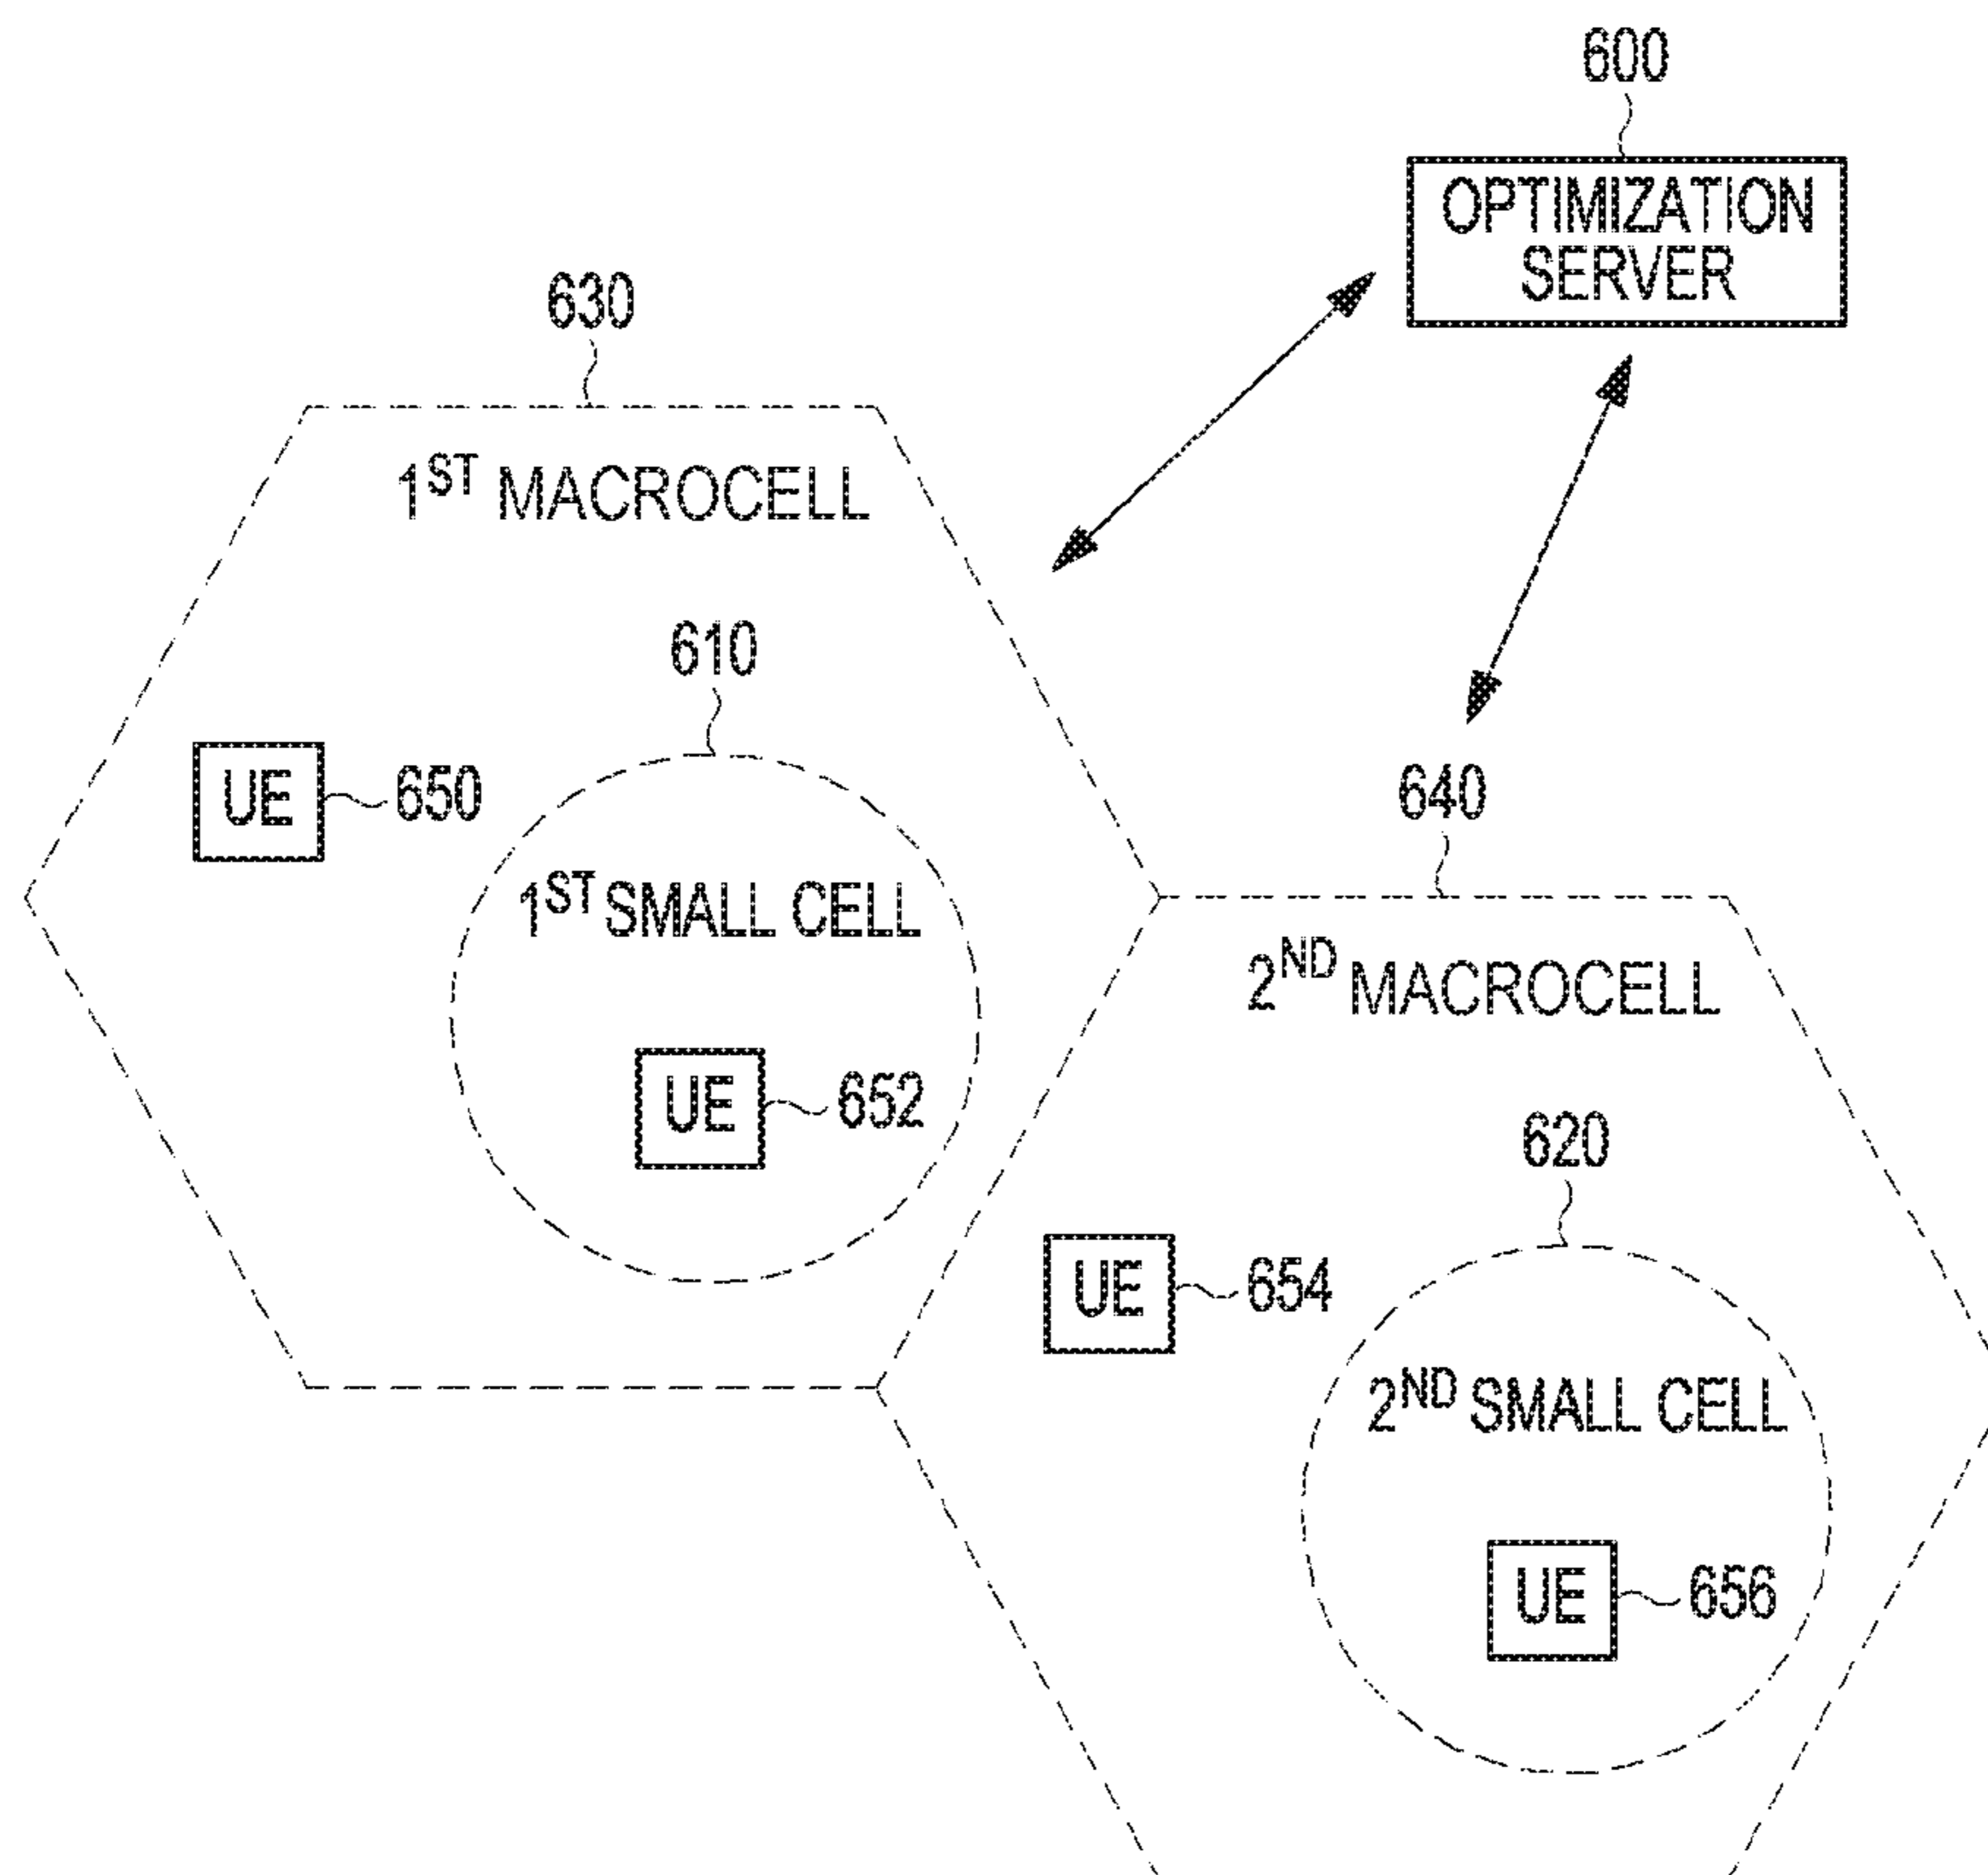 600
OPTIMIZATION
SERVER
630
1ST MACROCELL
610
UE
650
640
1ST SMALL CELL
2ND MACROCELL
UE
652
620
UE
654
2ND SMALL CELL
UE
656